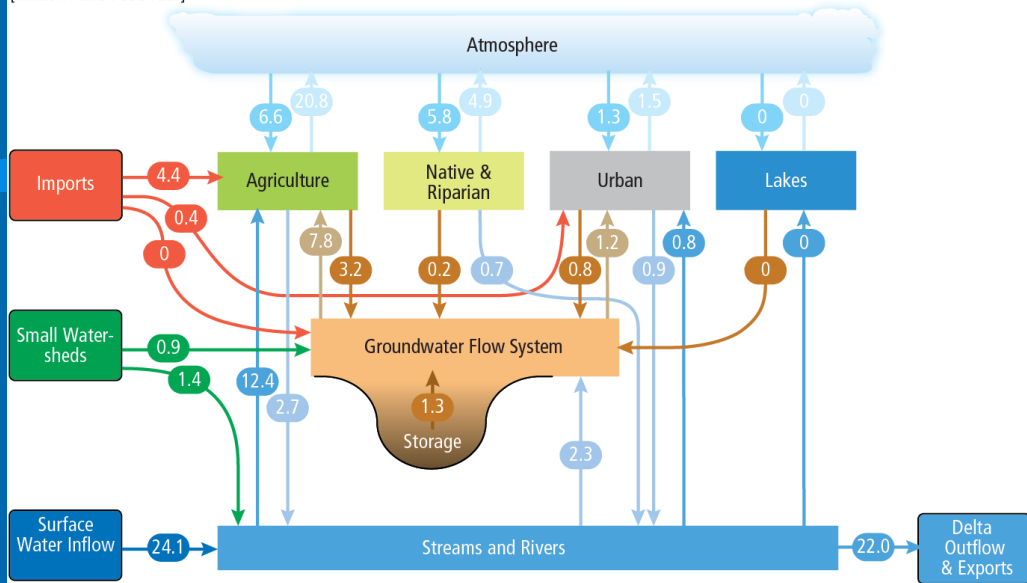 Atmosphere
6.6
20.8
5.8
4.9
1.3
1.5
0
0
Imports
4.4
Agriculture
Native &
Riparian
Urban
Lakes
0.4
0
7.8
3.2
0.2
0.7
0.8
1.2
0.9
0.8
0
0
Small Water-
sheds
0.9
1.4
Groundwater Flow System
12.4
2.7
1.3
Storage
2.3
Surface
Water Inflow
24.1
Streams and Rivers
22.0
Delta
Outflow
& Exports